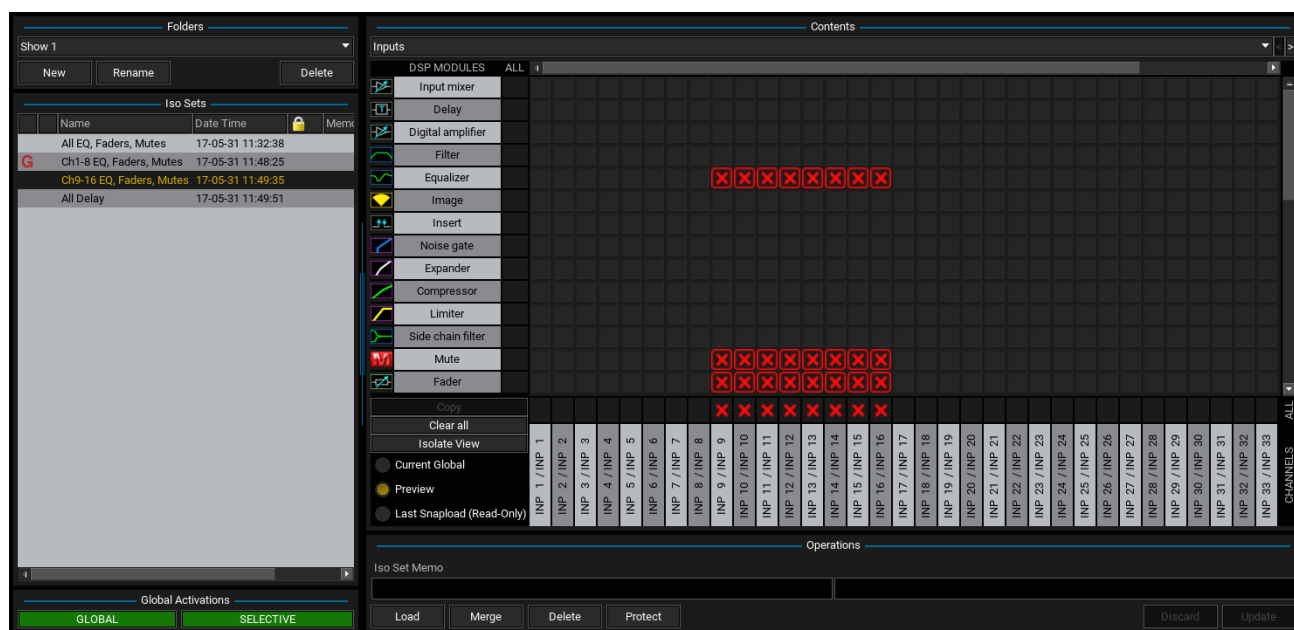 Folders
Show 1
New Rename Delete
Iso Sets
Name Date Time Memo
All EQ, Faders, Mutes 17-05-31 11:32:38
G Ch1-8 EQ, Faders, Mutes 17-05-31 11:48:25
Ch9-16 EQ, Faders, Mutes 17-05-31 11:49:35
All Delay 17-05-31 11:49:51
Global Activations
GLOBAL SELECTIVE
Contents
Inputs < >
DSP MODULES ALL
Input mixer
Delay
Digital amplifier
Filter
Equalizer
Image
Insert
Noise gate
Expander
Compressor
Limiter
Side chain filter
M Mute
Fader
Copy
Clear all
Isolate View
Current Global
Preview
Last Snapload (Read-Only)
INP 1 / INP 1
INP 2 / INP 2
INP 3 / INP 3
INP 4 / INP 4
INP 5 / INP 5
INP 6 / INP 6
INP 7 / INP 7
INP 8 / INP 8
INP 9 / INP 9
INP 10 / INP 10
INP 11 / INP 11
INP 12 / INP 12
INP 13 / INP 13
INP 14 / INP 14
INP 15 / INP 15
INP 16 / INP 16
INP 17 / INP 17
INP 18 / INP 18
INP 19 / INP 19
INP 20 / INP 20
INP 21 / INP 21
INP 22 / INP 22
INP 23 / INP 23
INP 24 / INP 24
INP 25 / INP 25
INP 26 / INP 26
INP 27 / INP 27
INP 28 / INP 28
INP 29 / INP 29
INP 30 / INP 30
INP 31 / INP 31
INP 32 / INP 32
INP 33 / INP 33
CHANNELS ALL
Operations
Iso Set Memo
Load Merge Delete Protect Discard Update